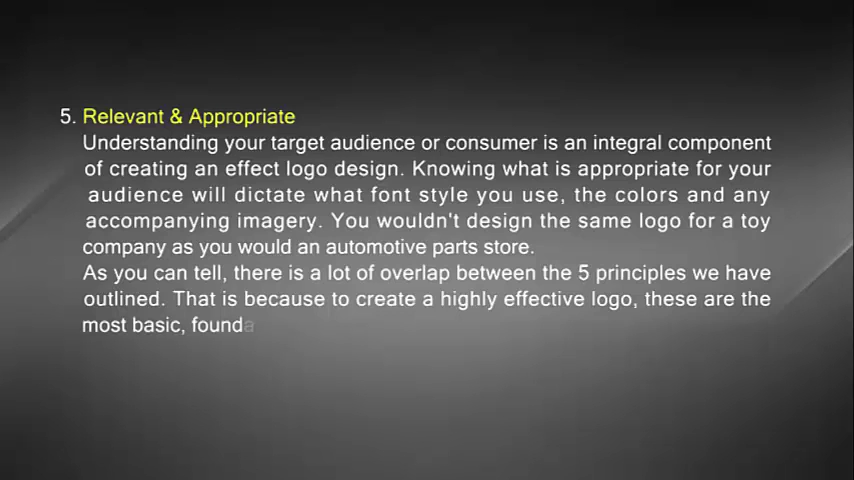 5. Relevant & Appropriate
Understanding your target audience or consumer is an integral component
of creating an effect logo design. Knowing what is appropriate for your
audience will dictate what font style you use, the colors and any
accompanying imagery. You wouldn't design the same logo for a toy
company as you would an automotive parts store.
As you can tell, there is a lot of overlap between the 5 principles we have
outlined. That is because to create a highly effective logo, these are the
most basic, founda